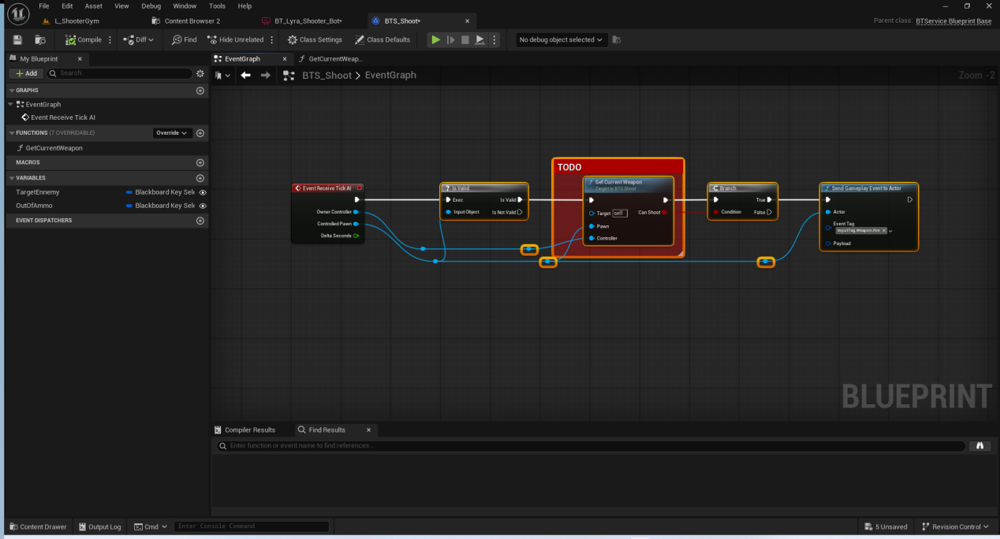 File Edit Asset View Debug Window Tools Help
L_ShooterGym Content Browser 2 BT_Lyra_Shooter_Bot• BTS_Shoot• × Parent class: BTService Blueprint Base
Compile Diff Find Hide Unrelated Class Settings Class Defaults No debug object selected
My Blueprint × EventGraph × GetCurrentWeap...
+ Add Search BTS_Shoot > EventGraph Zoom -2
GRAPHS
EventGraph
Event Receive Tick AI
FUNCTIONS (7 OVERRIDABLE) Override
GetCurrentWeapon
MACROS
VARIABLES
TargetEnnemy Blackboard Key Sele
OutOfAmmo Blackboard Key Sele
EVENT DISPATCHERS
Event Receive Tick AI
Owner Controller
Controlled Pawn
Delta Seconds
? Is Valid
Exec Is Valid
Input Object Is Not Valid
TODO
Get Current Weapon
Target is BTS Shoot
Target self Can Shoot
Pawn
Controller
Branch
True
Condition False
Send Gameplay Event to Actor
Actor
Event Tag
InputTag.Weapon.Fire ×
Payload
BLUEPRINT
Compiler Results Find Results ×
Enter function or event name to find references...
Content Drawer Output Log Cmd Enter Console Command 5 Unsaved Revision Control